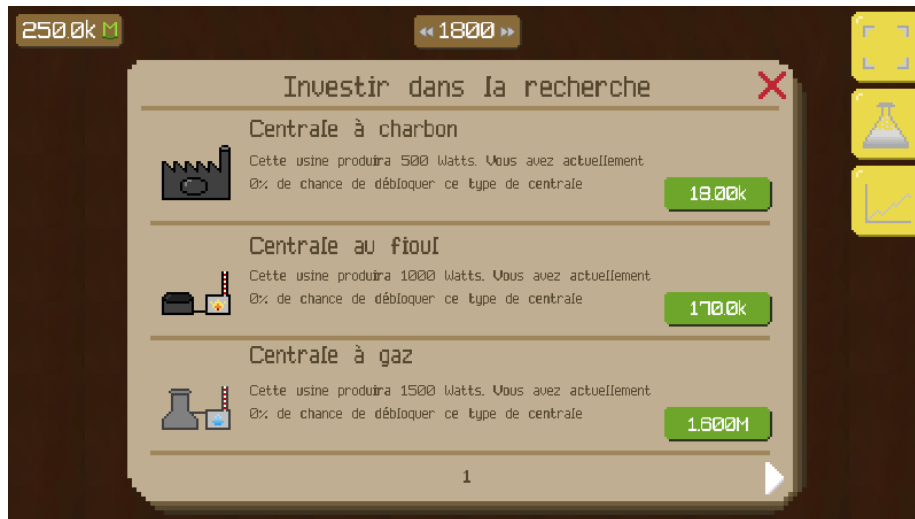 250.0k M
1800
Investir dans la recherche
Centrale à charbon
Cette usine produira 500 Watts. Vous avez actuellement
0% de chance de débloquer ce type de centrale
18.00k
Centrale au fioul
Cette usine produira 1000 Watts. Vous avez actuellement
0% de chance de débloquer ce type de centrale
170.0k
Centrale à gaz
Cette usine produira 1500 Watts. Vous avez actuellement
0% de chance de débloquer ce type de centrale
1.600M
1